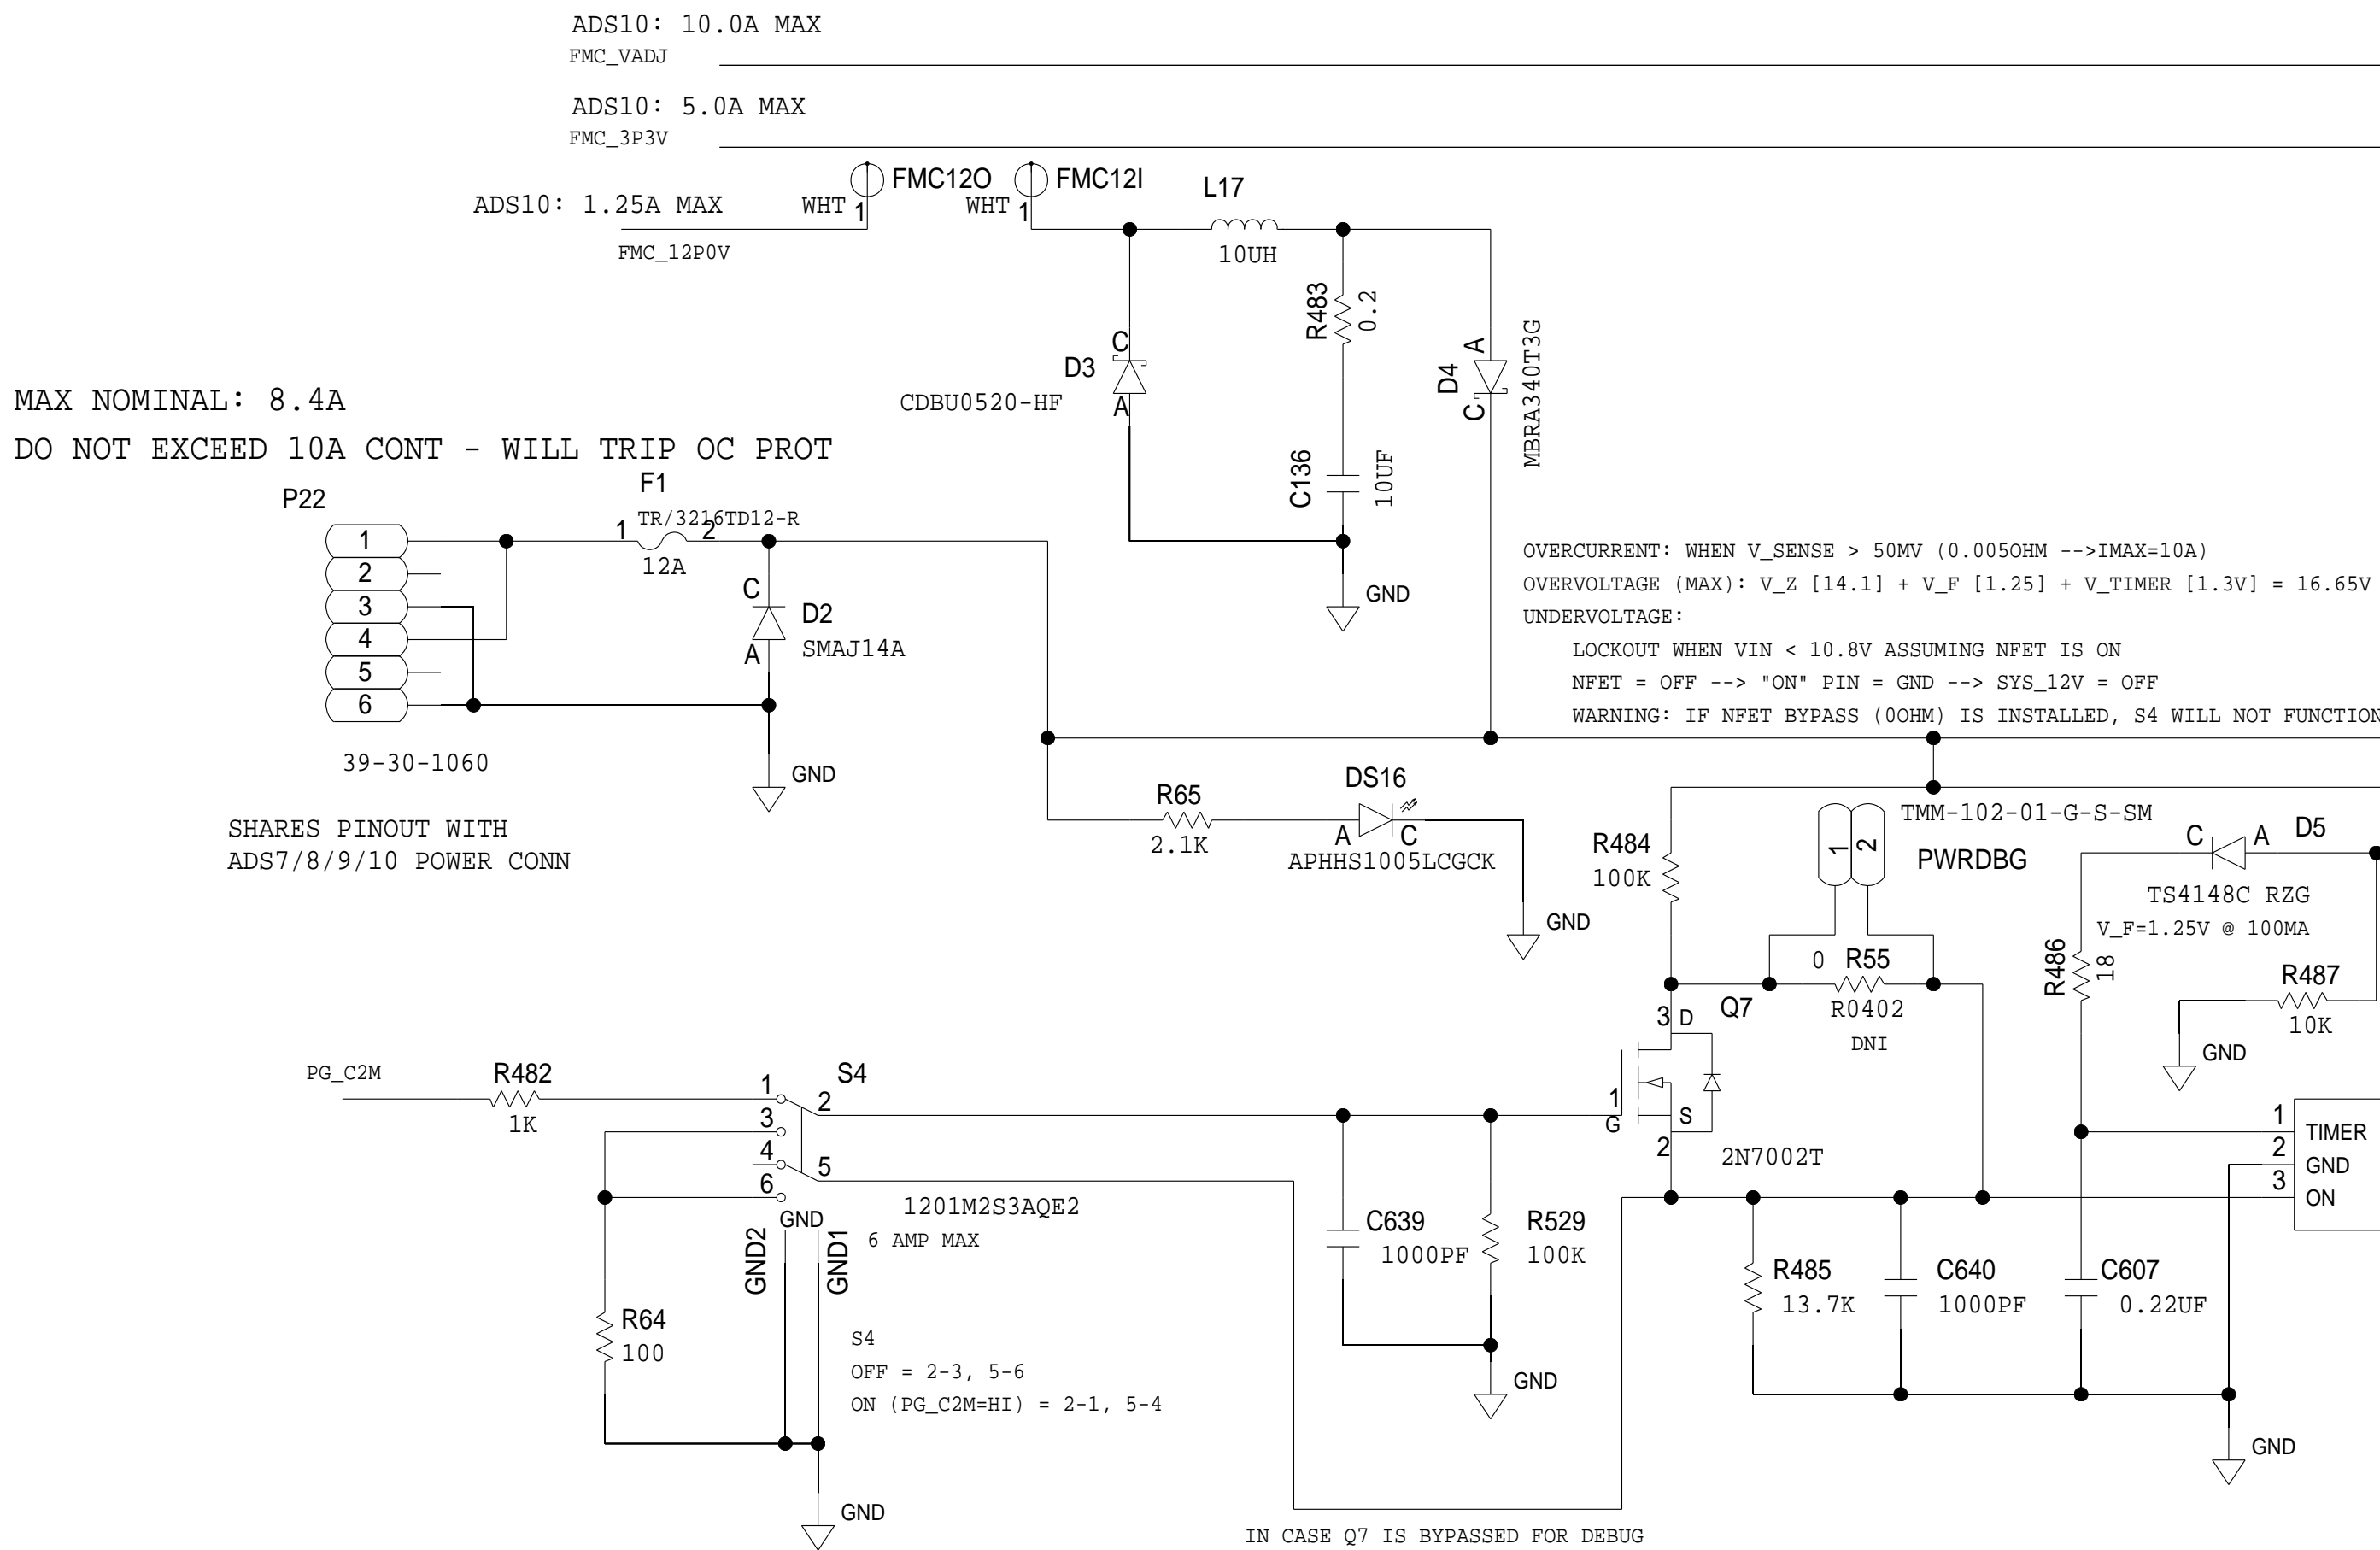 ADS10: 10.0A MAX
FMC_VADJ
ADS10: 5.0A MAX
FMC_3P3V
ADS10: 1.25A MAX
FMC_12P0V
FMC12O
WHT 1
FMC12I
WHT 1
L17
10UH
R483
0.2
D3
C
A
CDBU0520-HF
D4
A
C
MBRA340T3G
C136
10UF
GND
MAX NOMINAL: 8.4A
DO NOT EXCEED 10A CONT - WILL TRIP OC PROT
P22
1
2
3
4
5
6
39-30-1060
SHARES PINOUT WITH
ADS7/8/9/10 POWER CONN
F1
TR/3216TD12-R
1
2
12A
C
D2
SMAJ14A
A
GND
OVERCURRENT: WHEN V_SENSE > 50MV (0.005OHM -->IMAX=10A)
OVERVOLTAGE (MAX): V_Z [14.1] + V_F [1.25] + V_TIMER [1.3V] = 16.65V
UNDERVOLTAGE:
LOCKOUT WHEN VIN < 10.8V ASSUMING NFET IS ON
NFET = OFF --> "ON" PIN = GND --> SYS_12V = OFF
WARNING: IF NFET BYPASS (0OHM) IS INSTALLED, S4 WILL NOT FUNCTION
R65
2.1K
DS16
A
C
APHHS1005LCGCK
GND
R484
100K
1
2
TMM-102-01-G-S-SM
PWRDBG
C
A
D5
TS4148C RZG
V_F=1.25V @ 100MA
R486
18
R487
10K
GND
0
R55
R0402
DNI
Q7
3
D
1
G
S
2
2N7002T
PG_C2M
R482
1K
S4
1
2
3
4
5
6
1201M2S3AQE2
6 AMP MAX
GND
GND2
GND1
R64
100
S4
OFF = 2-3, 5-6
ON (PG_C2M=HI) = 2-1, 5-4
GND
C639
1000PF
R529
100K
GND
R485
13.7K
C640
1000PF
C607
0.22UF
GND
1
TIMER
2
GND
3
ON
IN CASE Q7 IS BYPASSED FOR DEBUG